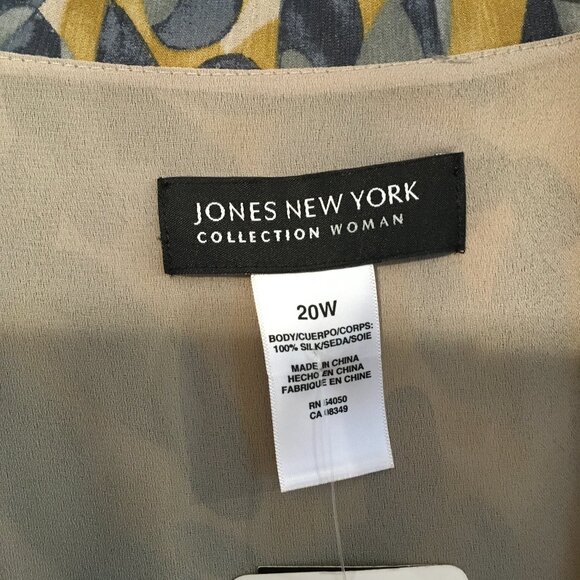 JONES NEW YORK
COLLECTION WOMAN
20W
BODY/CUERPO/CORPS:
100% SILK/SEDA/SOIE
MADE IN CHINA
HECHO EN CHINA
FABRIQUE EN CHINE
RN 54050
CA 08349